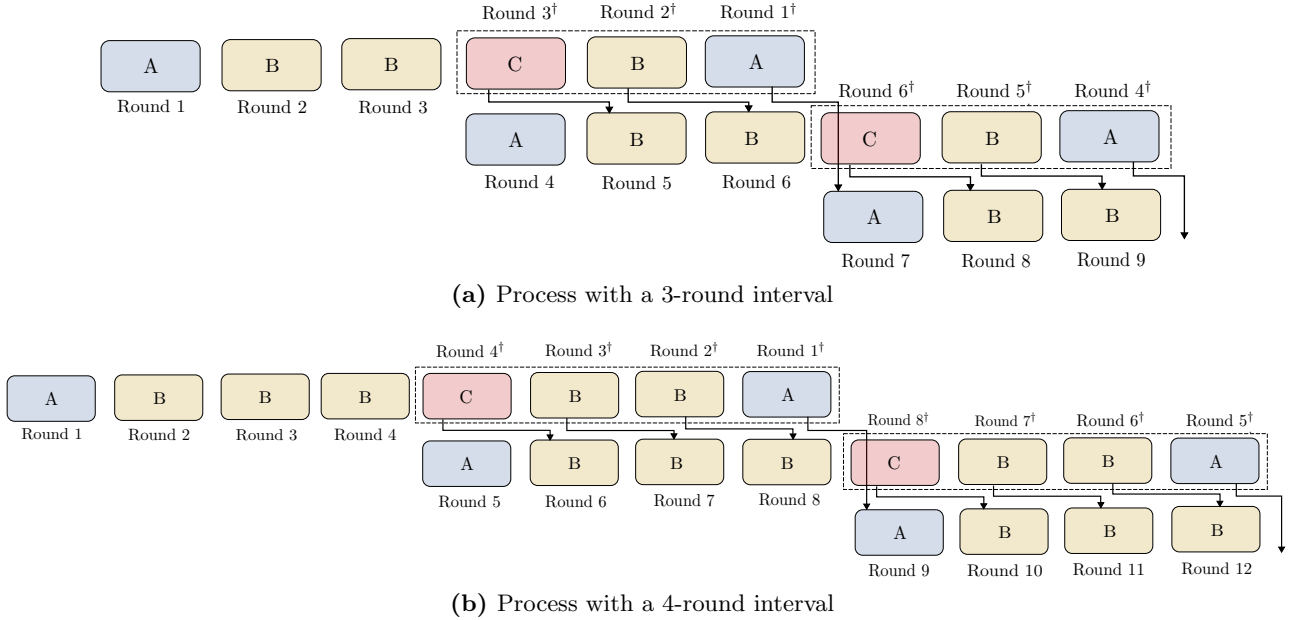 Round 3† Round 2† Round 1†
A B B C B A
Round 1 Round 2 Round 3
Round 6† Round 5† Round 4†
A B B C B A
Round 4 Round 5 Round 6
A B B
Round 7 Round 8 Round 9
(a) Process with a 3-round interval
Round 4† Round 3† Round 2† Round 1†
A B B B C B B A
Round 1 Round 2 Round 3 Round 4
Round 8† Round 7† Round 6† Round 5†
A B B B C B B A
Round 5 Round 6 Round 7 Round 8
A B B B
Round 9 Round 10 Round 11 Round 12
(b) Process with a 4-round interval